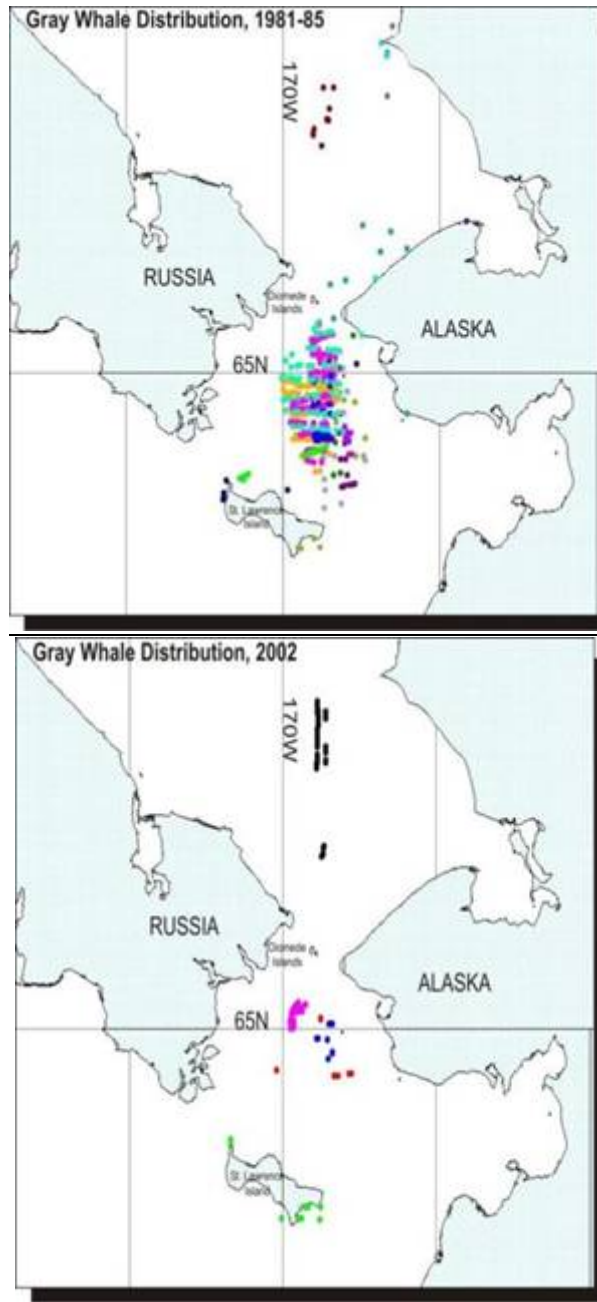 Gray Whale Distribution, 1981-85
170W
RUSSIA
Diomede
Islands
ALASKA
65N
St. Lawrence
Island
Gray Whale Distribution, 2002
170W
RUSSIA
Diomede
Islands
ALASKA
65N
St. Lawrence
Island